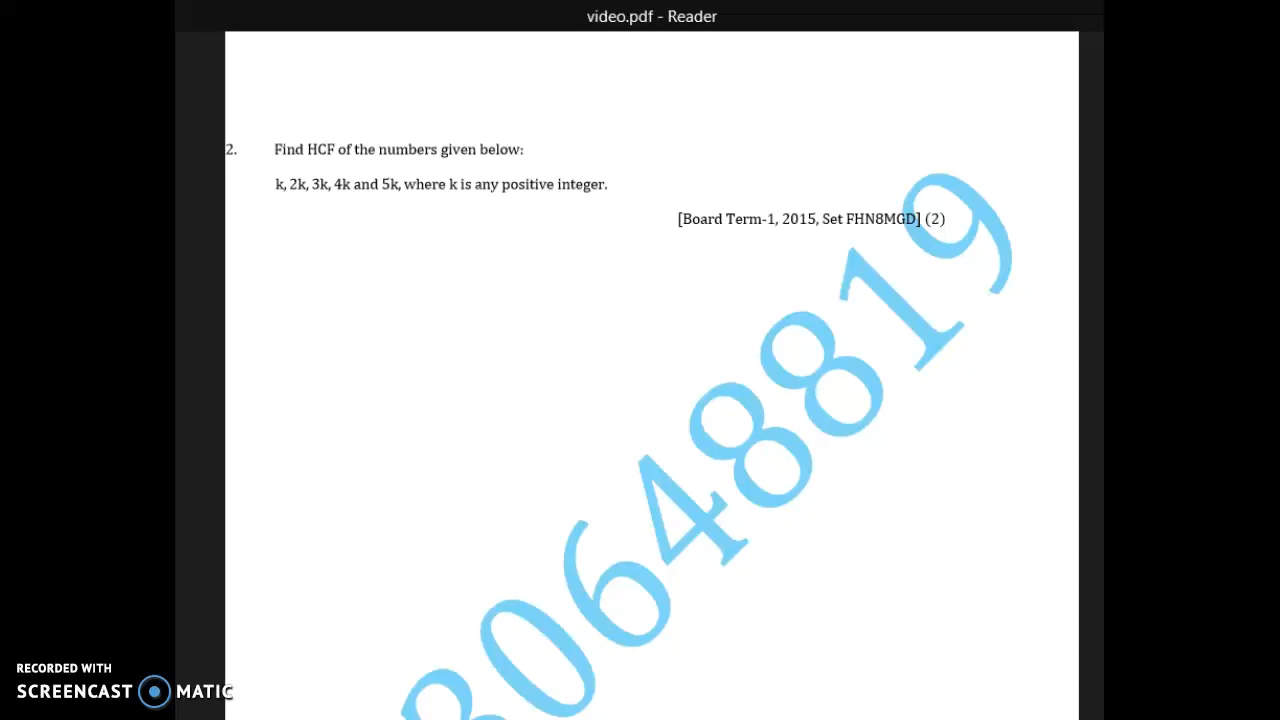 video.pdf - Reader
2. Find HCF of the numbers given below:
k, 2k, 3k, 4k and 5k, where k is any positive integer.
[Board Term-1, 2015, Set FHN8MGD] (2)
30648819
RECORDED WITH
SCREENCAST MATIC